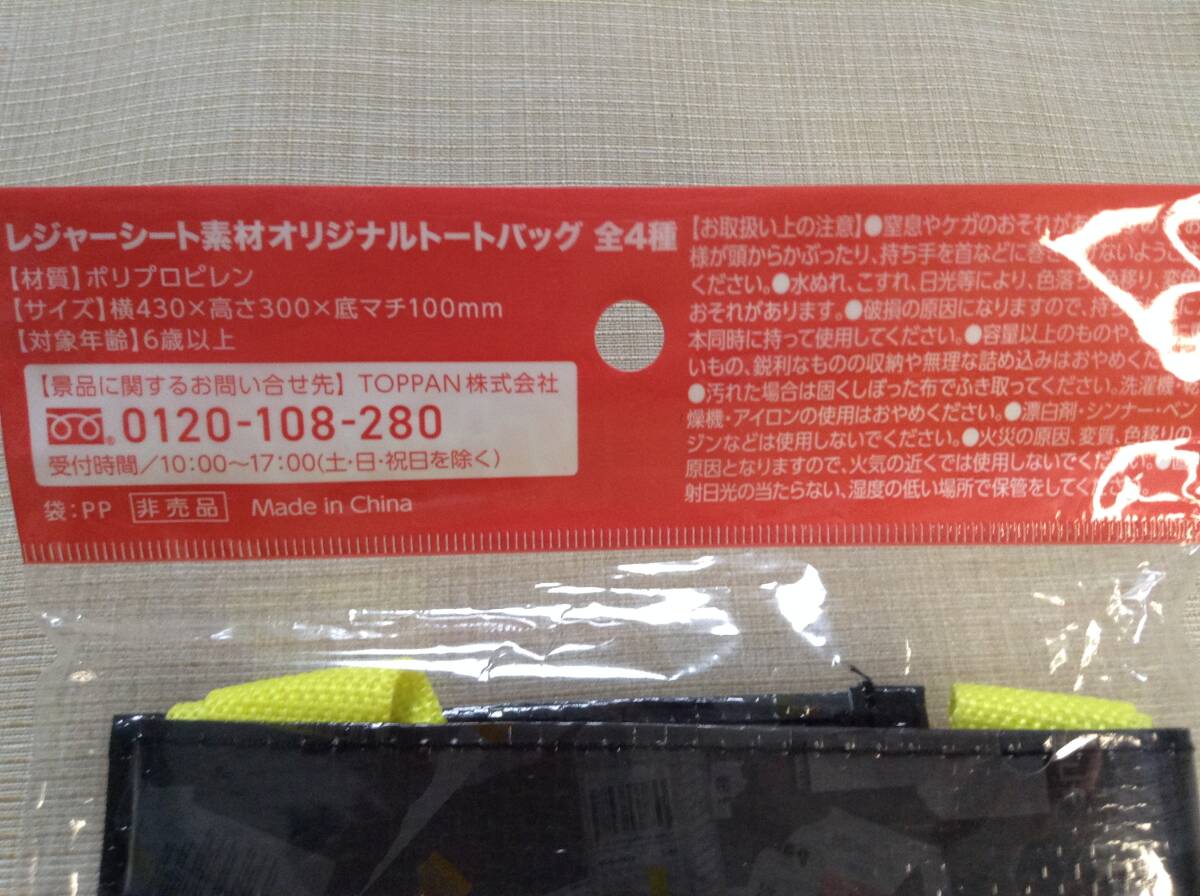 レジャーシート素材オリジナルトートバッグ 全4種
【材質】ポリプロピレン
【サイズ】横430×高さ300×底マチ100mm
【対象年齢】6歳以上
【景品に関するお問い合せ先】 TOPPAN株式会社
0120-108-280
受付時間／10:00〜17:00(土・日・祝日を除く)
袋:PP 非売品 Made in China
【お取扱い上の注意】●窒息やケガのおそれが
様が頭からかぶったり、持ち手を首などに ないよう
ください。●水ぬれ、こすれ、日光等により、色落 色移り、変色
おそれがあります。●破損の原因になりますので、持
本同時に持って使用してください。●容量以上のものや
いもの、鋭利なものの収納や無理な詰め込みはおやめくだ
●汚れた場合は固くしぼった布でふき取ってください。洗濯機・乾
燥機・アイロンの使用はおやめください。●漂白剤・シンナー・ベン
ジンなどは使用しないでください。●火災の原因、変質、色移りの
原因となりますので、火気の近くでは使用しないでください。
射日光の当たらない、湿度の低い場所で保管をしてください。